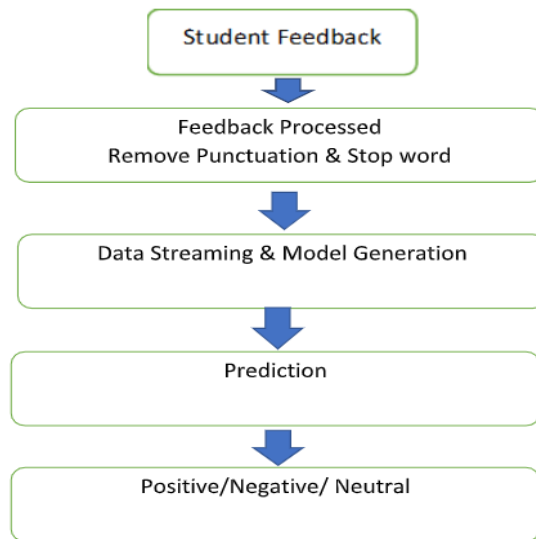 Student Feedback
Feedback Processed
Remove Punctuation & Stop word
Data Streaming & Model Generation
Prediction
Positive/Negative/ Neutral